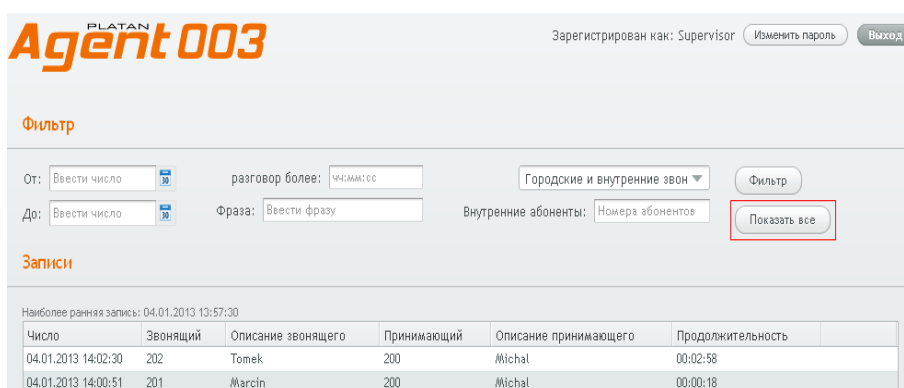 PLATAN
Agent 003
Зарегистрирован как: Supervisor Изменить пароль Выход
Фильтр
От: Ввести число 30 разговор более: чч:мм:сс Городские и внутренние звон Фильтр
До: Ввести число 30 Фраза: Ввести фразу Внутренние абоненты: Номера абонентов Показать все
Записи
Наиболее ранняя запись: 04.01.2013 13:57:30
Число Звонящий Описание звонящего Принимающий Описание принимающего Продолжительность
04.01.2013 14:02:30 202 Tomek 200 Michal 00:02:58
04.01.2013 14:00:51 201 Marcin 200 Michal 00:00:18